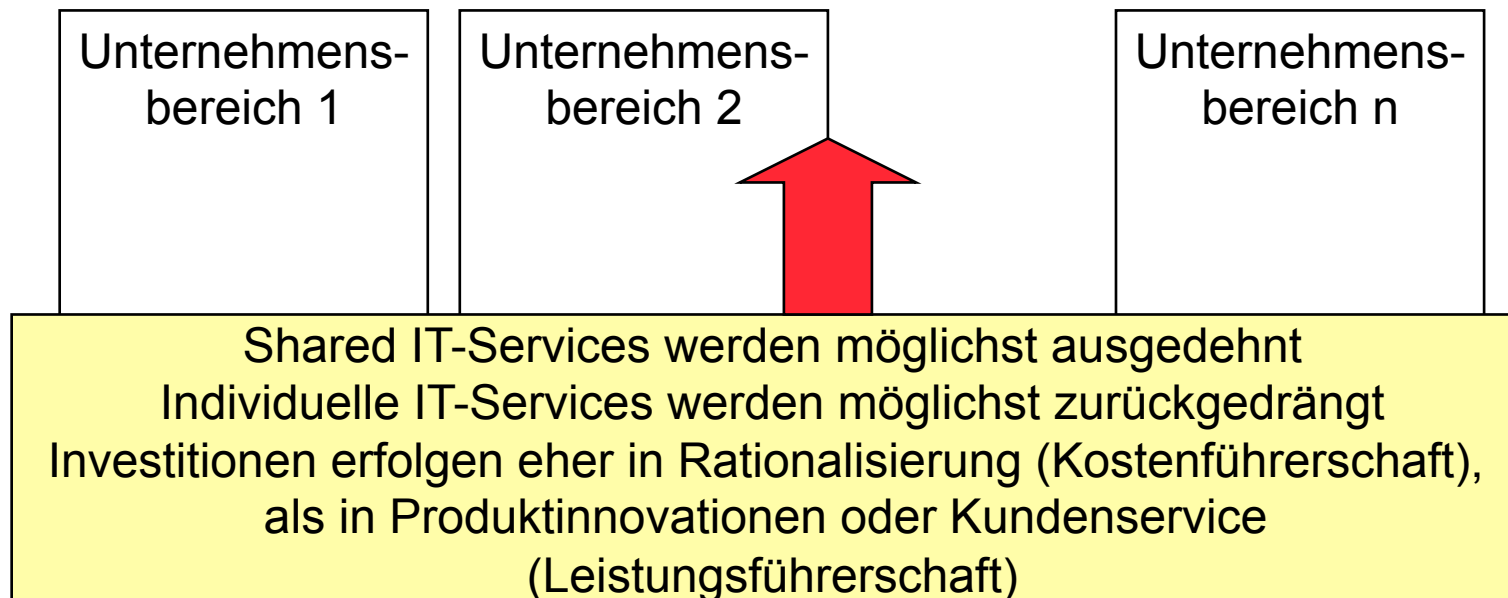 Unternehmens-
bereich 1
Unternehmens-
bereich 2
Unternehmens-
bereich n
Shared IT-Services werden möglichst ausgedehnt
Individuelle IT-Services werden möglichst zurückgedrängt
Investitionen erfolgen eher in Rationalisierung (Kostenführerschaft),
als in Produktinnovationen oder Kundenservice
(Leistungsführerschaft)